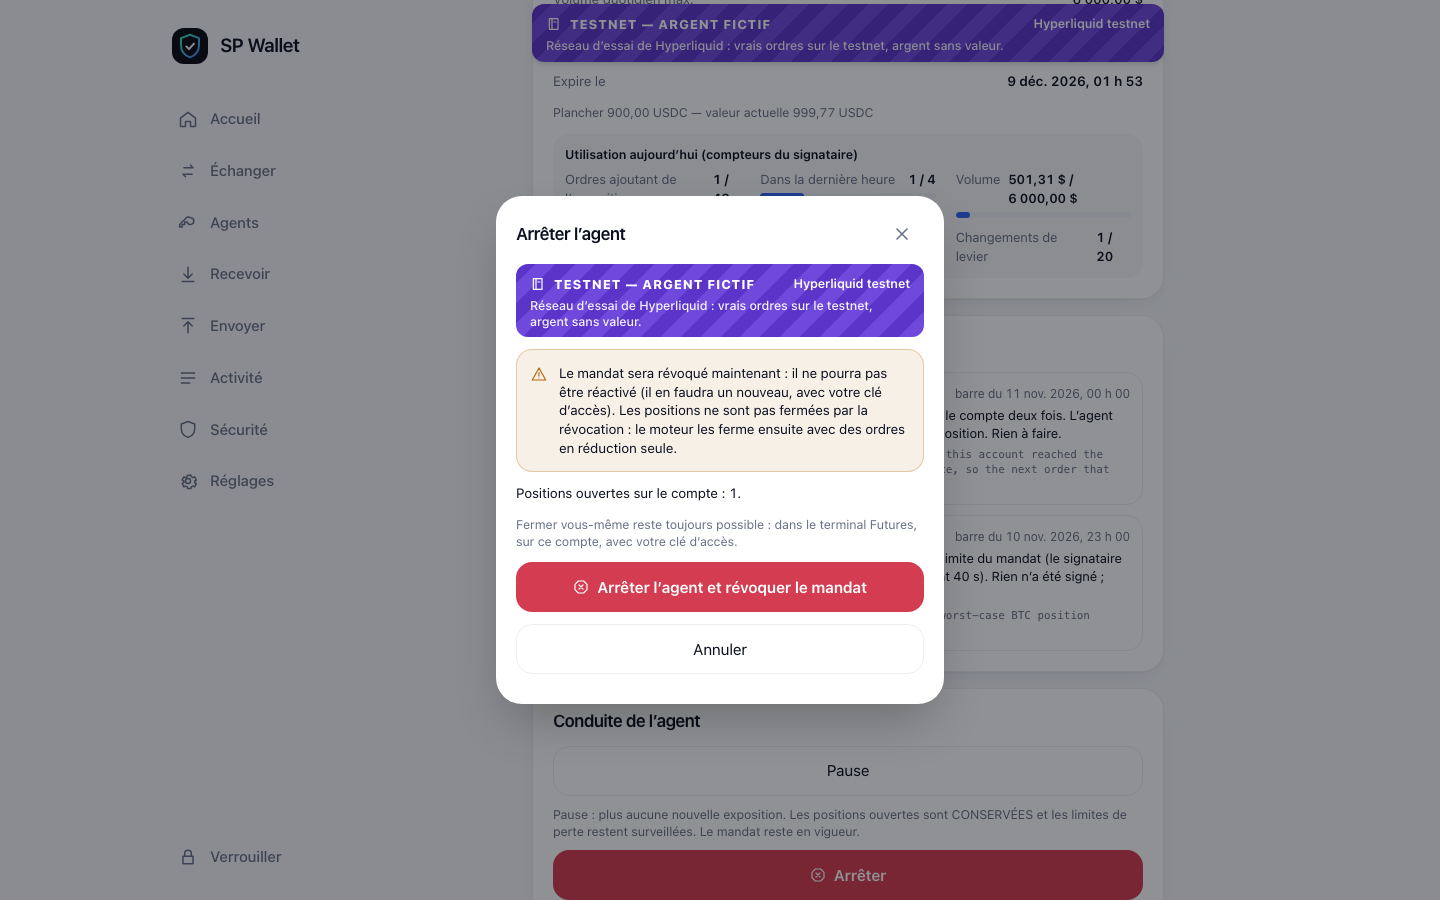 SP Wallet
Accueil
Échanger
Agents
Recevoir
Envoyer
Activité
Sécurité
Réglages
Verrouiller
TESTNET — ARGENT FICTIF
Hyperliquid testnet
Réseau d’essai de Hyperliquid : vrais ordres sur le testnet, argent sans valeur.
Expire le
9 déc. 2026, 01 h 53
Plancher 900,00 USDC — valeur actuelle 999,77 USDC
Utilisation aujourd’hui (compteurs du signataire)
Ordres ajoutant de
1 /
Dans la dernière heure
1 / 4
Volume
501,31 $ /
6 000,00 $
Changements de
levier
1 /
20
Arrêter l’agent
TESTNET — ARGENT FICTIF
Hyperliquid testnet
Réseau d’essai de Hyperliquid : vrais ordres sur le testnet,
argent sans valeur.
Le mandat sera révoqué maintenant : il ne pourra pas
être réactivé (il en faudra un nouveau, avec votre clé
d’accès). Les positions ne sont pas fermées par la
révocation : le moteur les ferme ensuite avec des ordres
en réduction seule.
Positions ouvertes sur le compte : 1.
Fermer vous-même reste toujours possible : dans le terminal Futures,
sur ce compte, avec votre clé d’accès.
Arrêter l’agent et révoquer le mandat
Annuler
barre du 11 nov. 2026, 00 h 00
le compte deux fois. L’agent
Rien à faire.
this account reached the
so the next order that
barre du 10 nov. 2026, 23 h 00
du mandat (le signataire
40 s). Rien n’a été signé ;
BTC position
Conduite de l’agent
Pause
Pause : plus aucune nouvelle exposition. Les positions ouvertes sont CONSERVÉES et les limites de
perte restent surveillées. Le mandat reste en vigueur.
Arrêter